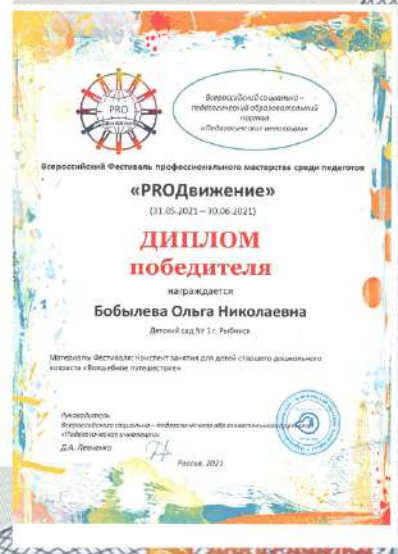 PRO
Всероссийский социально –
педагогический образовательный
портал
«Педагогические инновации»
Всероссийский Фестиваль профессионального мастерства среди педагогов
«PROДвижение»
(31.05.2021 – 30.06.2021)
ДИПЛОМ
победителя
награждается
Бобылева Ольга Николаевна
Детский сад № 1 г. Рыбинск
Материалы Фестиваля: Конспект занятия для детей старшего дошкольного
возраста «Волшебное путешествие»
Руководитель
Всероссийского социально – педагогического образовательного портала
«Педагогические инновации»
Д.А. Левченко
Россия, 2021